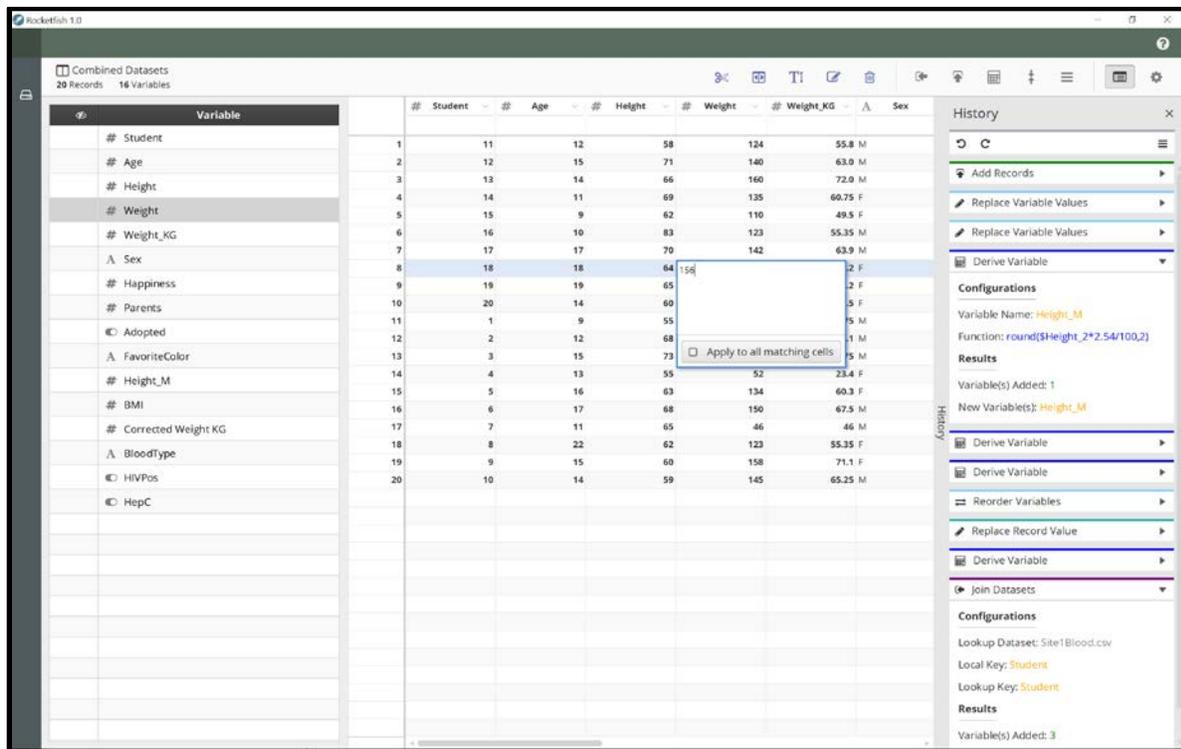 Rocketfish 1.0
Combined Datasets
20 Records 16 Variables
Variable
# Student
# Age
# Height
# Weight
# Weight_KG
A Sex
# Happiness
# Parents
Adopted
A FavoriteColor
# Height_M
# BMI
# Corrected Weight KG
A BloodType
HIVPos
HepC
# Student # Age # Height # Weight # Weight_KG A Sex
1 11 12 58 124 55.8 M
2 12 15 71 140 63.0 M
3 13 14 66 160 72.0 M
4 14 11 69 135 60.75 F
5 15 9 62 110 49.5 F
6 16 10 83 123 55.35 F
7 17 17 70 142 63.9 M
8 18 18 64 156 .2 F
9 19 19 65 .2 F
10 20 14 60 .5 F
11 1 9 55 75 M
12 2 12 68 .1 M
13 3 15 73 75 M
14 4 13 55 52 23.4 F
15 5 16 63 134 60.3 F
16 6 17 68 150 67.5 M
17 7 11 65 46 46 M
18 8 22 62 123 55.35 F
19 9 15 60 158 71.1 F
20 10 14 59 145 65.25 M
Apply to all matching cells
History
History
Add Records
Replace Variable Values
Replace Variable Values
Derive Variable
Configurations
Variable Name: Height_M
Function: round($Height_2*2.54/100,2)
Results
Variable(s) Added: 1
New Variable(s): Height_M
Derive Variable
Derive Variable
Reorder Variables
Replace Record Value
Derive Variable
Join Datasets
Configurations
Lookup Dataset: Site1Blood.csv
Local Key: Student
Lookup Key: Student
Results
Variable(s) Added: 3